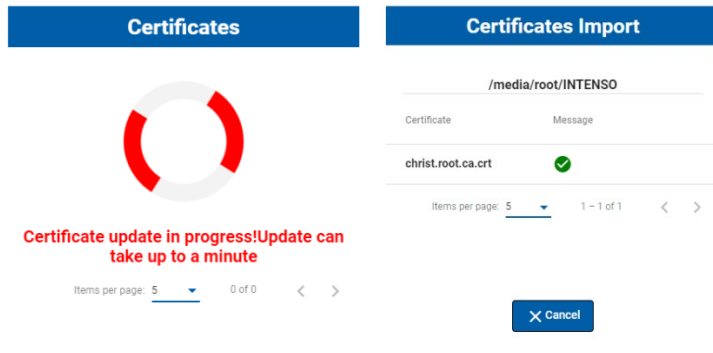 Certificates
Certificate update in progress!Update can
take up to a minute
Items per page: 5 0 of 0
Certificates Import
/media/root/INTENSO
Certificate Message
christ.root.ca.crt
Items per page: 5 1 – 1 of 1
Cancel